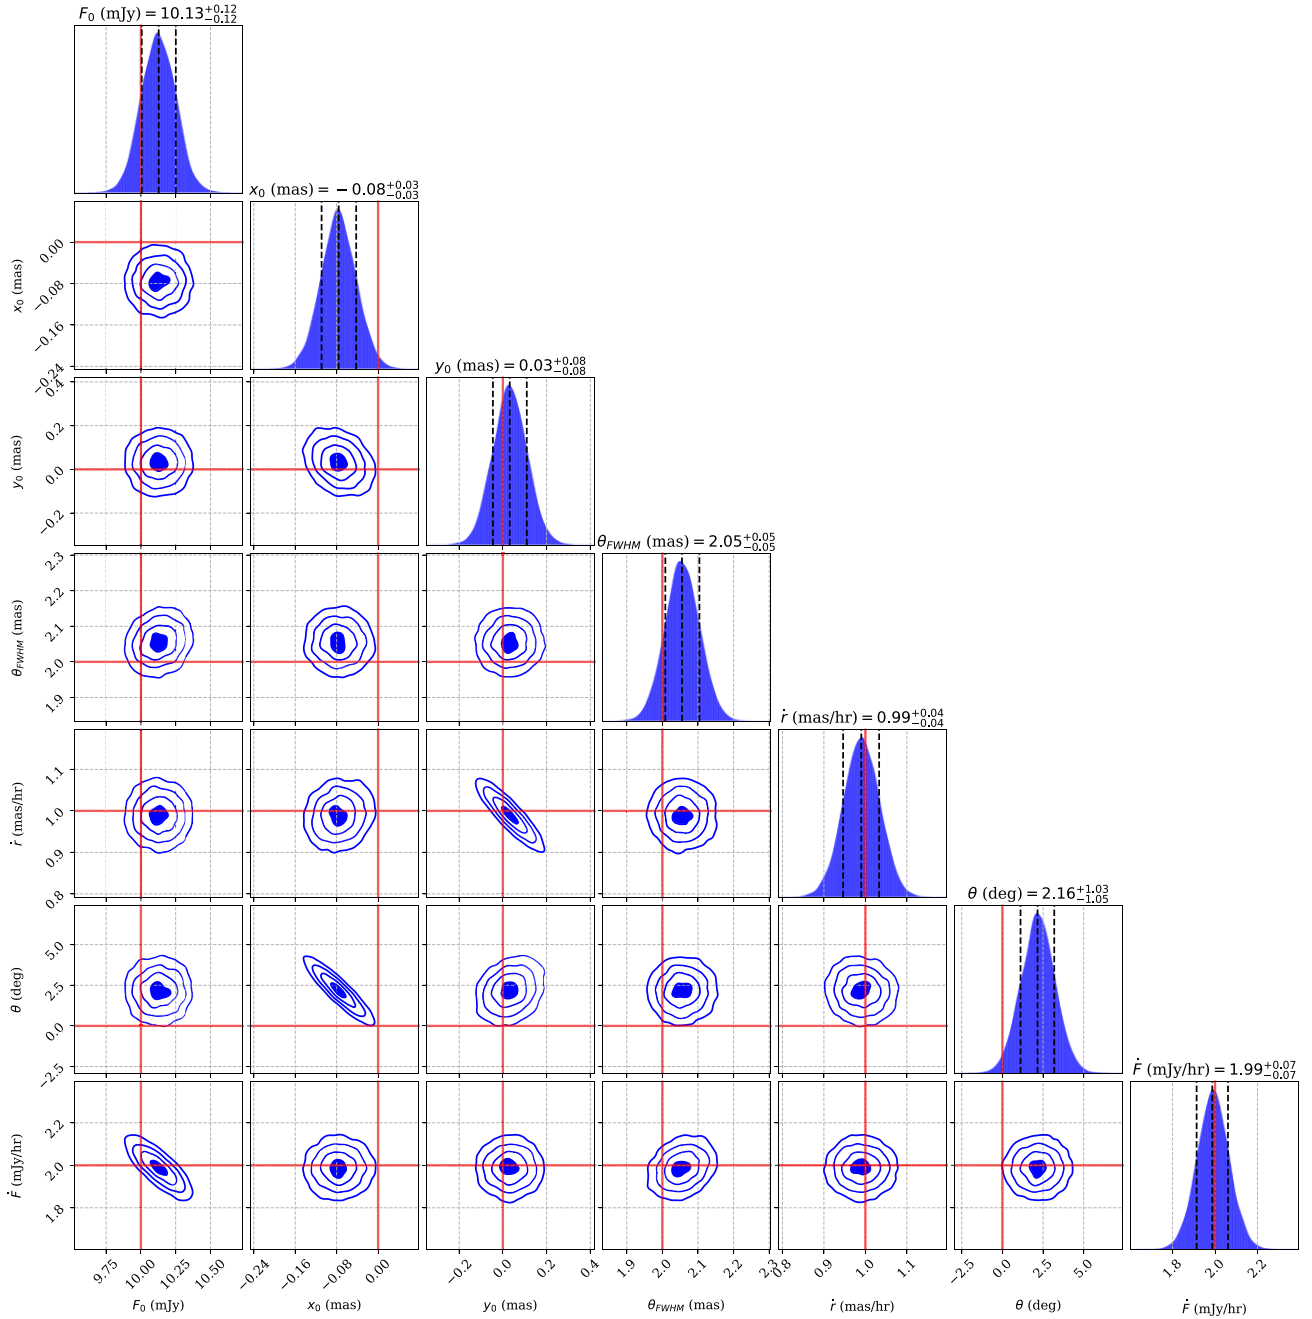 F₀ (mJy) = 10.13 +0.12 −0.12
x₀ (mas) = −0.08 +0.03 −0.03
0.00
−0.08
−0.16
−0.24
x₀ (mas)
y₀ (mas) = 0.03 +0.08 −0.08
0.4
0.2
0.0
−0.2
y₀ (mas)
θ_FWHM (mas) = 2.05 +0.05 −0.05
2.3
2.2
2.1
2.0
1.9
θ_FWHM (mas)
ṙ (mas/hr) = 0.99 +0.04 −0.04
1.1
1.0
0.9
0.8
ṙ (mas/hr)
θ (deg) = 2.16 +1.03 −1.05
5.0
2.5
0.0
−2.5
θ (deg)
Ḟ (mJy/hr) = 1.99 +0.07 −0.07
2.2
2.0
1.8
Ḟ (mJy/hr)
9.75 10.00 10.25 10.50 −0.24 −0.16 −0.08 0.00 −0.2 0.0 0.2 0.4 1.9 2.0 2.1 2.2 2.3 0.8 0.9 1.0 1.1 −2.5 0.0 2.5 5.0 1.8 2.0 2.2
F₀ (mJy) x₀ (mas) y₀ (mas) θ_FWHM (mas) ṙ (mas/hr) θ (deg) Ḟ (mJy/hr)